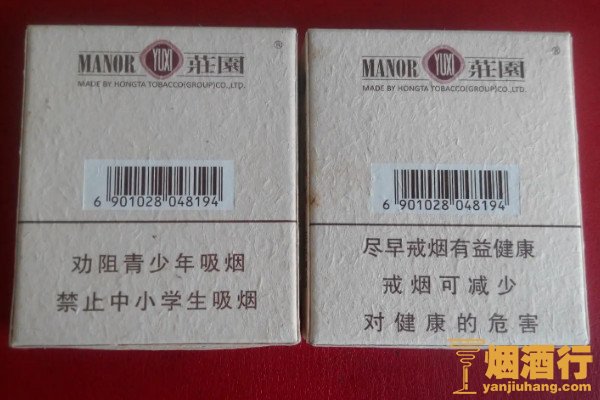 MANOR YUXI 莊園 ®
MADE BY HONGTA TOBACCO(GROUP)CO.,LTD.
6 901028 048194
劝阻青少年吸烟
禁止中小学生吸烟
MANOR YUXI 莊園 ®
MADE BY HONGTA TOBACCO(GROUP)CO.,LTD.
6 901028 048194
尽早戒烟有益健康
戒烟可减少
对健康的危害
烟酒行
yanjiuhang.com